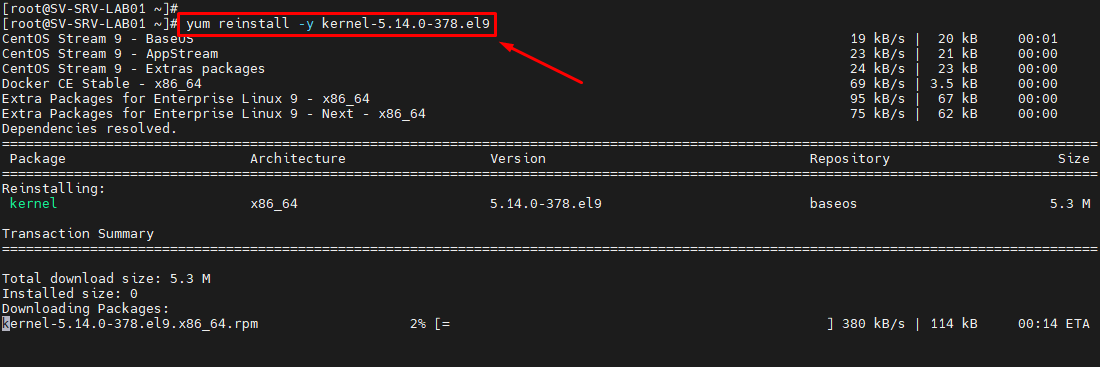 [root@SV-SRV-LAB01 ~]#
[root@SV-SRV-LAB01 ~]# yum reinstall -y kernel-5.14.0-378.el9
CentOS Stream 9 - BaseOS 19 kB/s | 20 kB 00:01
CentOS Stream 9 - AppStream 23 kB/s | 21 kB 00:00
CentOS Stream 9 - Extras packages 24 kB/s | 23 kB 00:00
Docker CE Stable - x86_64 69 kB/s | 3.5 kB 00:00
Extra Packages for Enterprise Linux 9 - x86_64 95 kB/s | 67 kB 00:00
Extra Packages for Enterprise Linux 9 - Next - x86_64 75 kB/s | 62 kB 00:00
Dependencies resolved.
================================================================================
Package Architecture Version Repository Size
================================================================================
Reinstalling:
kernel x86_64 5.14.0-378.el9 baseos 5.3 M
Transaction Summary
================================================================================
Total download size: 5.3 M
Installed size: 0
Downloading Packages:
kernel-5.14.0-378.el9.x86_64.rpm 2% [= ] 380 kB/s | 114 kB 00:14 ETA